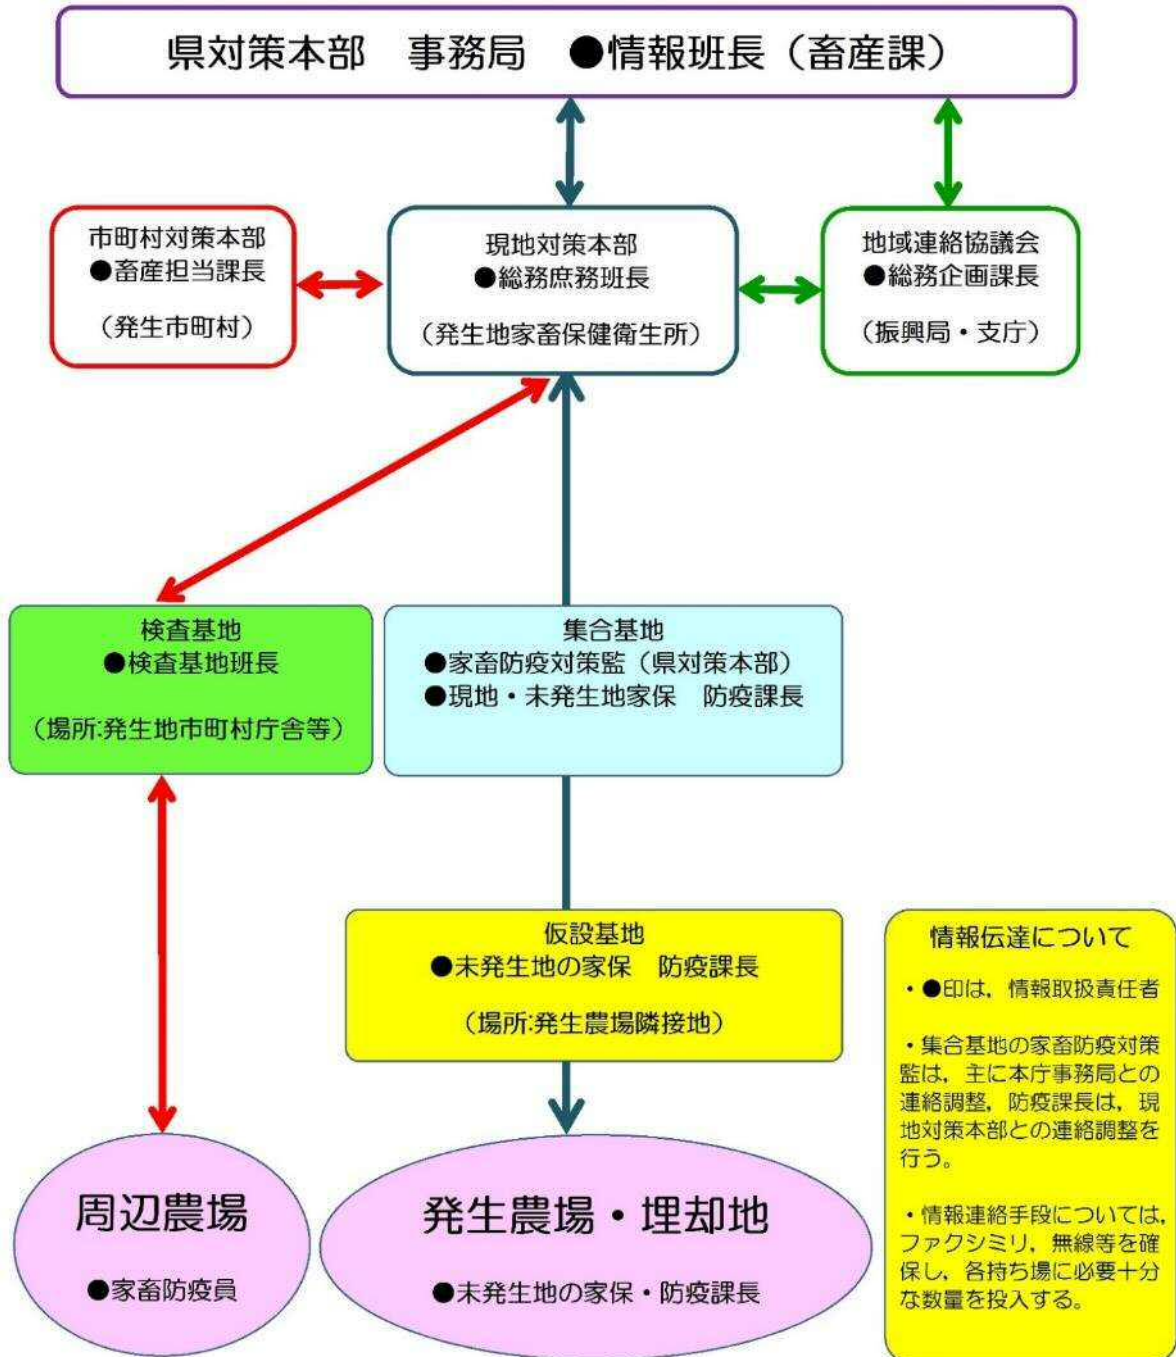 県対策本部　事務局　●情報班長（畜産課）
市町村対策本部
●畜産担当課長
（発生市町村）
現地対策本部
●総務庶務班長
（発生地家畜保健衛生所）
地域連絡協議会
●総務企画課長
（振興局・支庁）
検査基地
●検査基地班長
（場所:発生地市町村庁舎等）
集合基地
●家畜防疫対策監（県対策本部）
●現地・未発生地家保　防疫課長
仮設基地
●未発生地の家保　防疫課長
（場所:発生農場隣接地）
周辺農場
●家畜防疫員
発生農場・埋却地
●未発生地の家保・防疫課長
情報伝達について
・●印は，情報取扱責任者
・集合基地の家畜防疫対策
監は，主に本庁事務局との
連絡調整，防疫課長は，現
地対策本部との連絡調整を
行う。
・情報連絡手段については，
ファクシミリ，無線等を確
保し，各持ち場に必要十分
な数量を投入する。